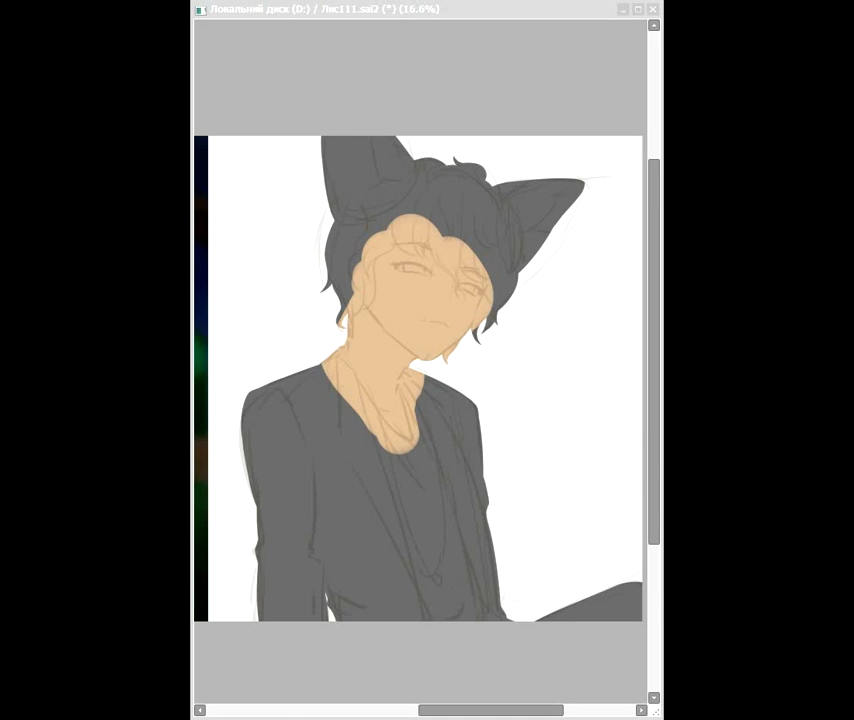 Локальний диск (D:) / Лис111.sai2 (*) (16.6%)